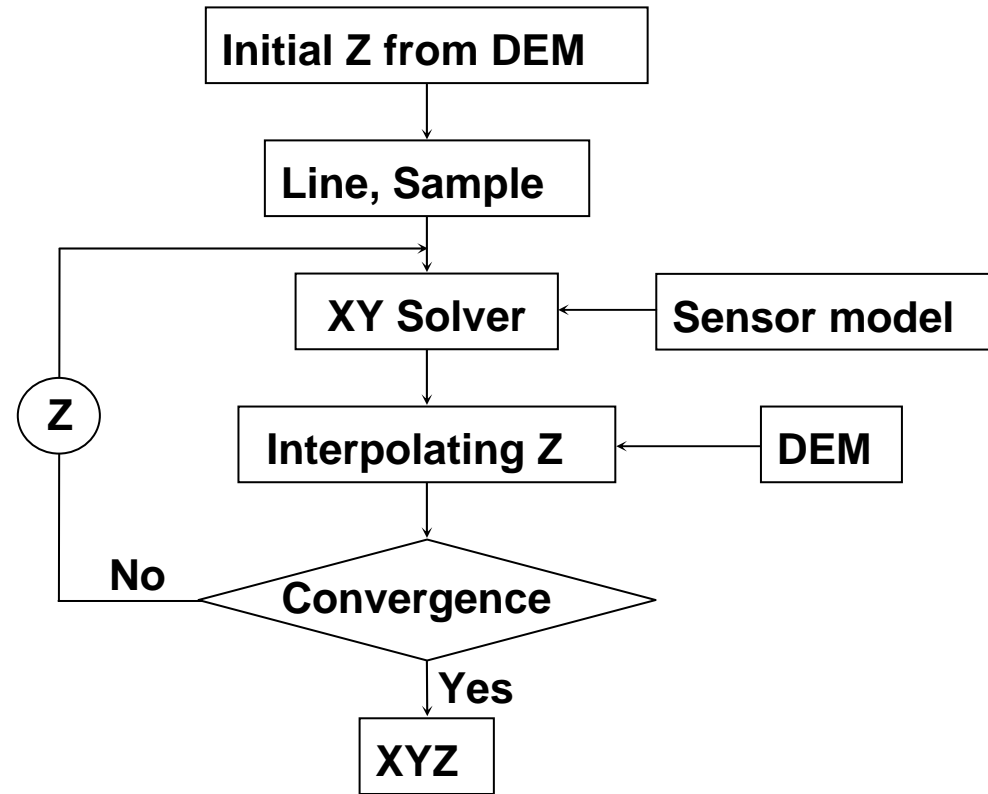 Initial Z from DEM
Line, Sample
XY Solver
Sensor model
Z
Interpolating Z
DEM
No
Convergence
Yes
XYZ